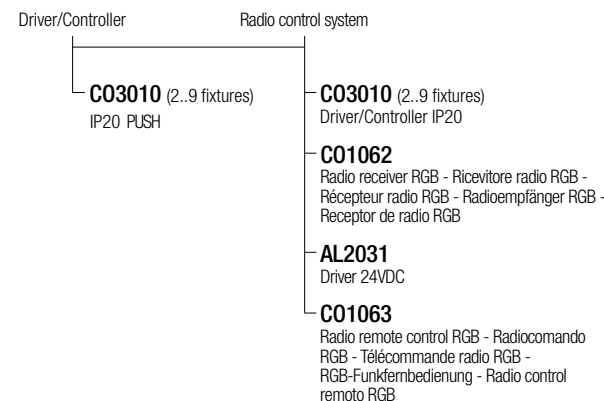 Driver/Controller
Radio control system
CO3010 (2..9 fixtures)
IP20 PUSH
CO3010 (2..9 fixtures)
Driver/Controller IP20
CO1062
Radio receiver RGB - Ricevitore radio RGB -
Récepteur radio RGB - Radioempfänger RGB -
Receptor de radio RGB
AL2031
Driver 24VDC
CO1063
Radio remote control RGB - Radiocomando
RGB - Télécommande radio RGB -
RGB-Funkfernbedienung - Radio control
remoto RGB